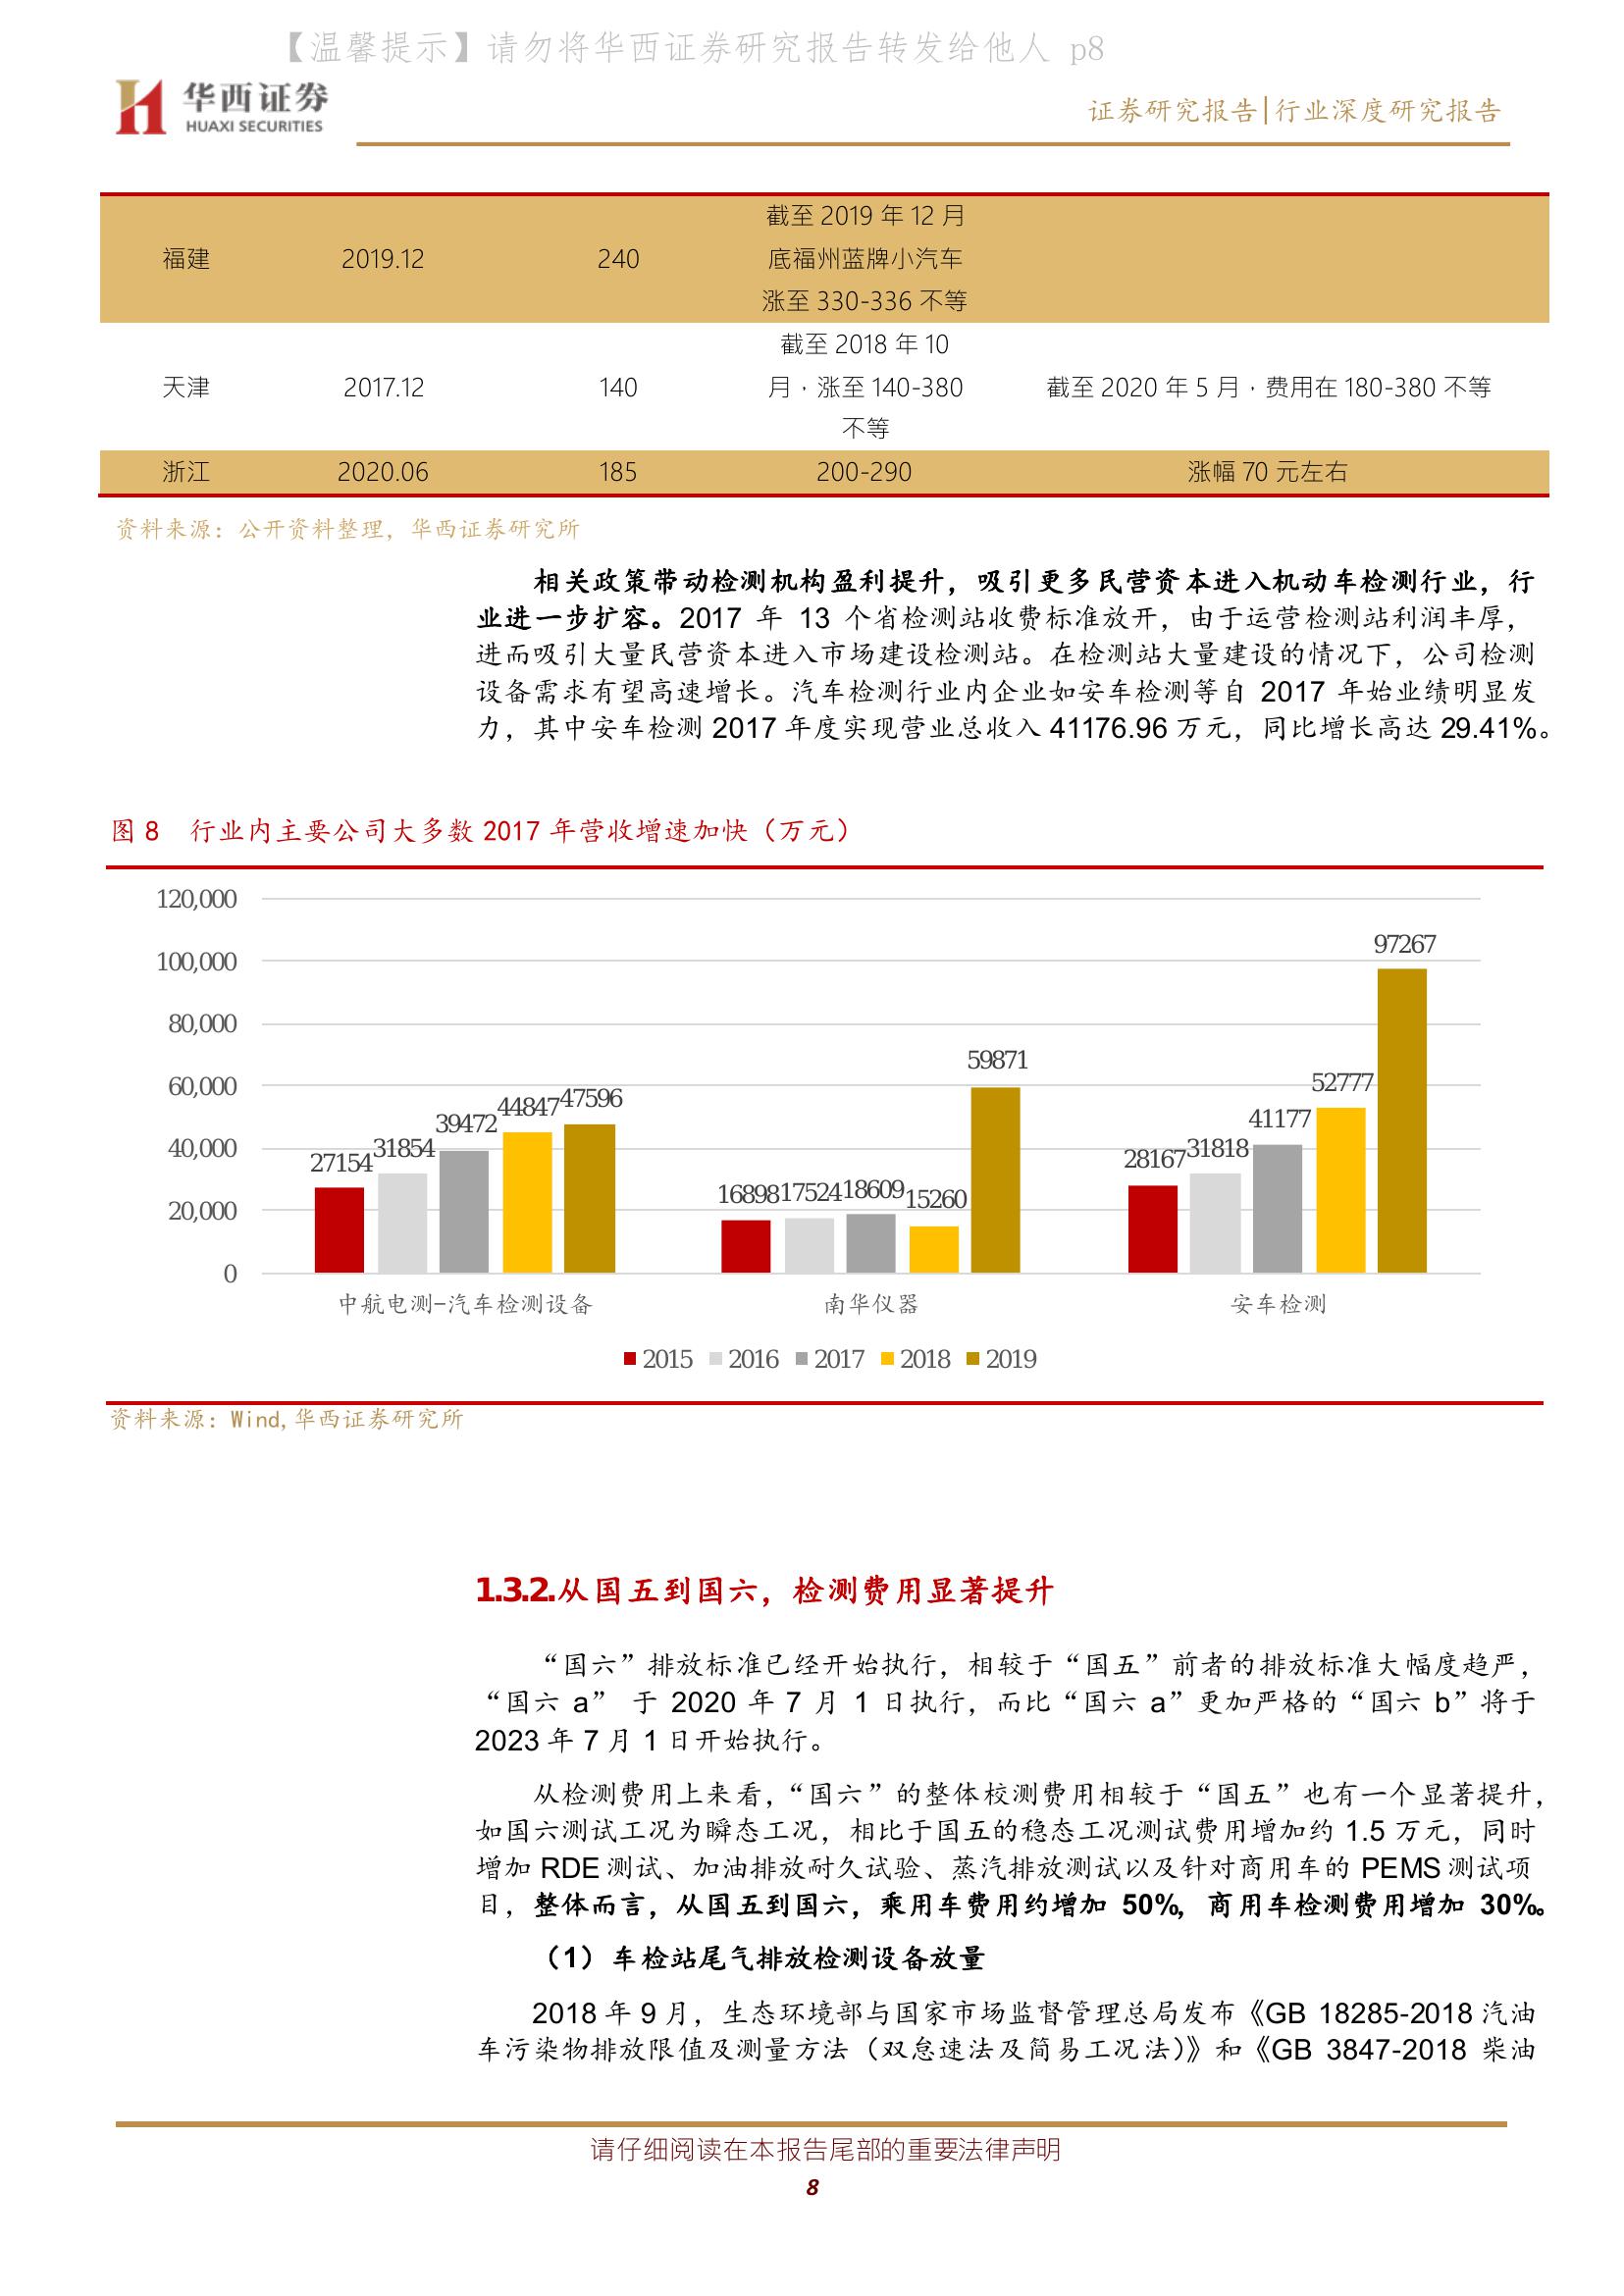 【温馨提示】请勿将华西证券研究报告转发给他人 p8
华西证券
HUAXI SECURITIES
证券研究报告|行业深度研究报告
福建 2019.12 240 截至 2019 年 12 月
底福州蓝牌小汽车
涨至 330-336 不等
天津 2017.12 140 截至 2018 年 10
月，涨至 140-380
不等
截至 2020 年 5 月，费用在 180-380 不等
浙江 2020.06 185 200-290 涨幅 70 元左右
资料来源：公开资料整理，华西证券研究所
相关政策带动检测机构盈利提升，吸引更多民营资本进入机动车检测行业，行
业进一步扩容。2017 年 13 个省检测站收费标准放开，由于运营检测站利润丰厚，
进而吸引大量民营资本进入市场建设检测站。在检测站大量建设的情况下，公司检测
设备需求有望高速增长。汽车检测行业内企业如安车检测等自 2017 年始业绩明显发
力，其中安车检测 2017 年度实现营业总收入 41176.96 万元，同比增长高达 29.41%。
图 8 行业内主要公司大多数 2017 年营收增速加快（万元）
120,000
100,000
80,000
60,000
40,000
20,000
0
27154 31854 39472 44847 47596
16898 17524 18609 15260 59871
28167 31818 41177 52777 97267
中航电测-汽车检测设备 南华仪器 安车检测
2015 2016 2017 2018 2019
资料来源：Wind,华西证券研究所
1.3.2.从国五到国六，检测费用显著提升
“国六”排放标准已经开始执行，相较于“国五”前者的排放标准大幅度趋严，
“国六 a” 于 2020 年 7 月 1 日执行，而比“国六 a”更加严格的“国六 b”将于
2023 年 7 月 1 日开始执行。
从检测费用上来看，“国六”的整体校测费用相较于“国五”也有一个显著提升，
如国六测试工况为瞬态工况，相比于国五的稳态工况测试费用增加约 1.5 万元，同时
增加 RDE 测试、加油排放耐久试验、蒸汽排放测试以及针对商用车的 PEMS 测试项
目，整体而言，从国五到国六，乘用车费用约增加 50%，商用车检测费用增加 30%。
（1）车检站尾气排放检测设备放量
2018 年 9 月，生态环境部与国家市场监督管理总局发布《GB 18285-2018 汽油
车污染物排放限值及测量方法（双怠速法及简易工况法）》和《GB 3847-2018 柴油
请仔细阅读在本报告尾部的重要法律声明
8